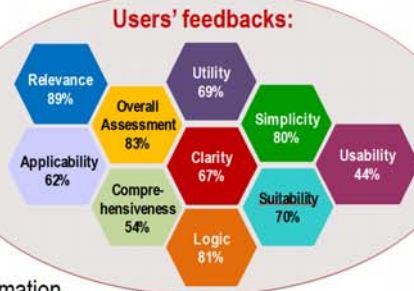 Users' feedbacks:
Relevance
89%
Utility
69%
Overall
Assessment
83%
Simplicity
80%
Applicability
62%
Clarity
67%
Usability
44%
Compre-
hensiveness
54%
Suitability
70%
Logic
81%